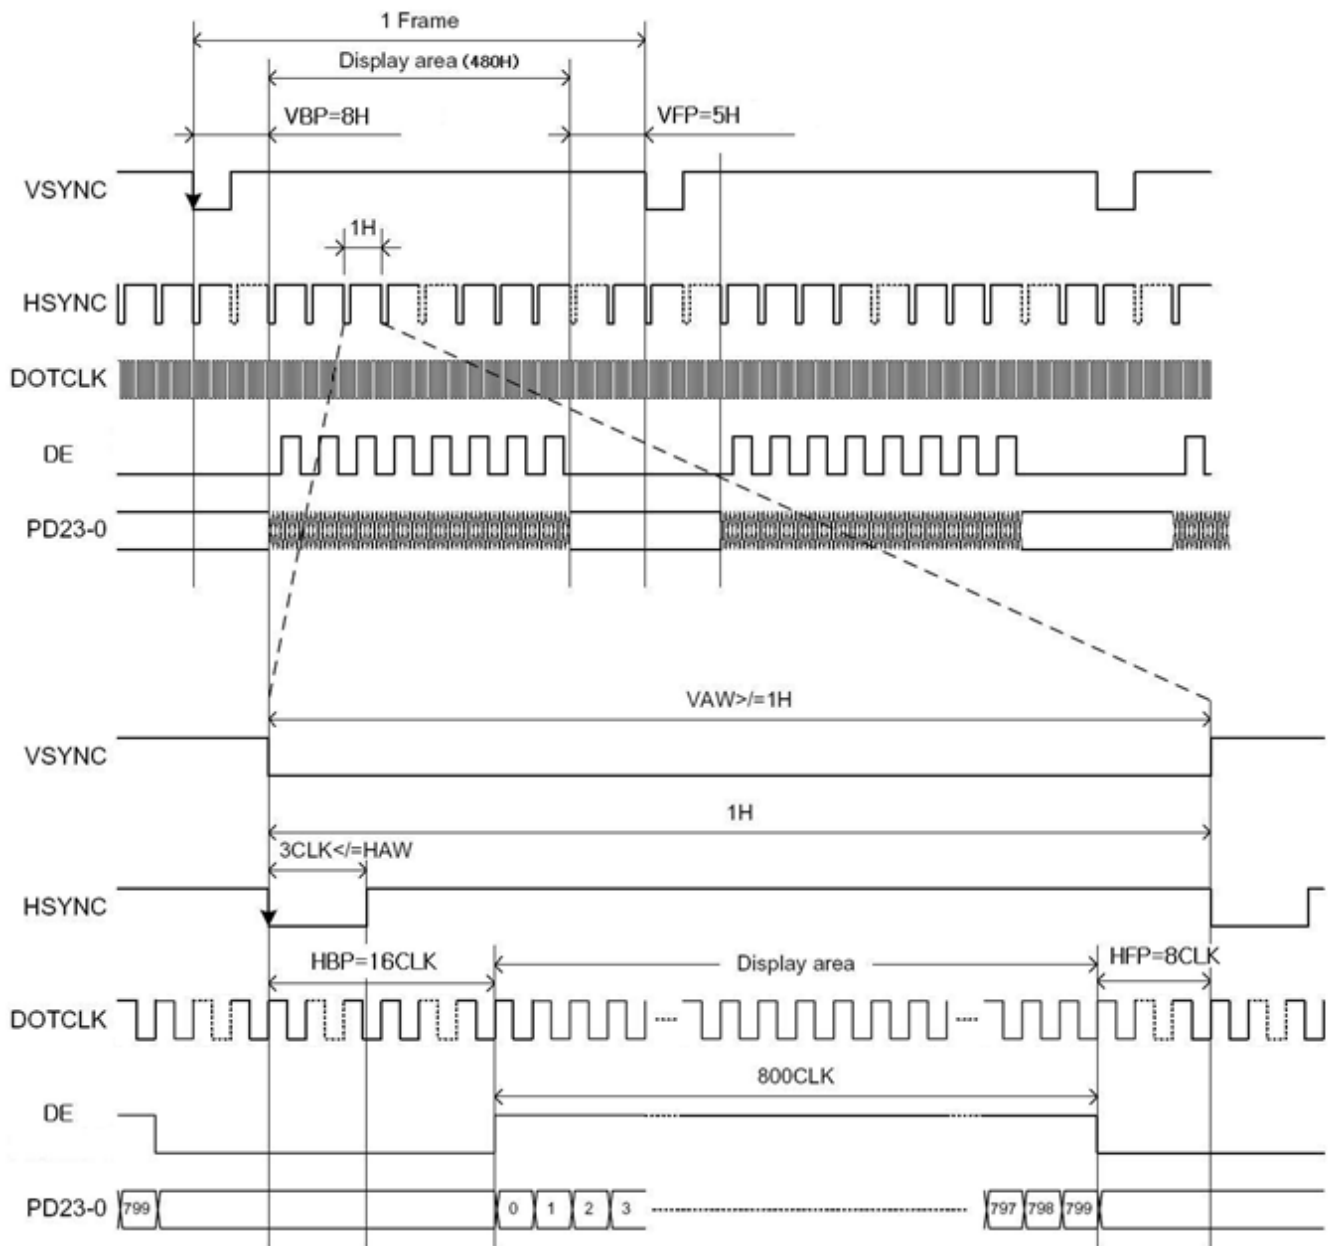 1 Frame
Display area (480H)
VBP=8H
VFP=5H
VSYNC
1H
HSYNC
DOTCLK
DE
PD23-0
VAW>/=1H
VSYNC
1H
3CLK</=HAW
HSYNC
HBP=16CLK
Display area
HFP=8CLK
DOTCLK
800CLK
DE
PD23-0 799 0 1 2 3 797 798 799